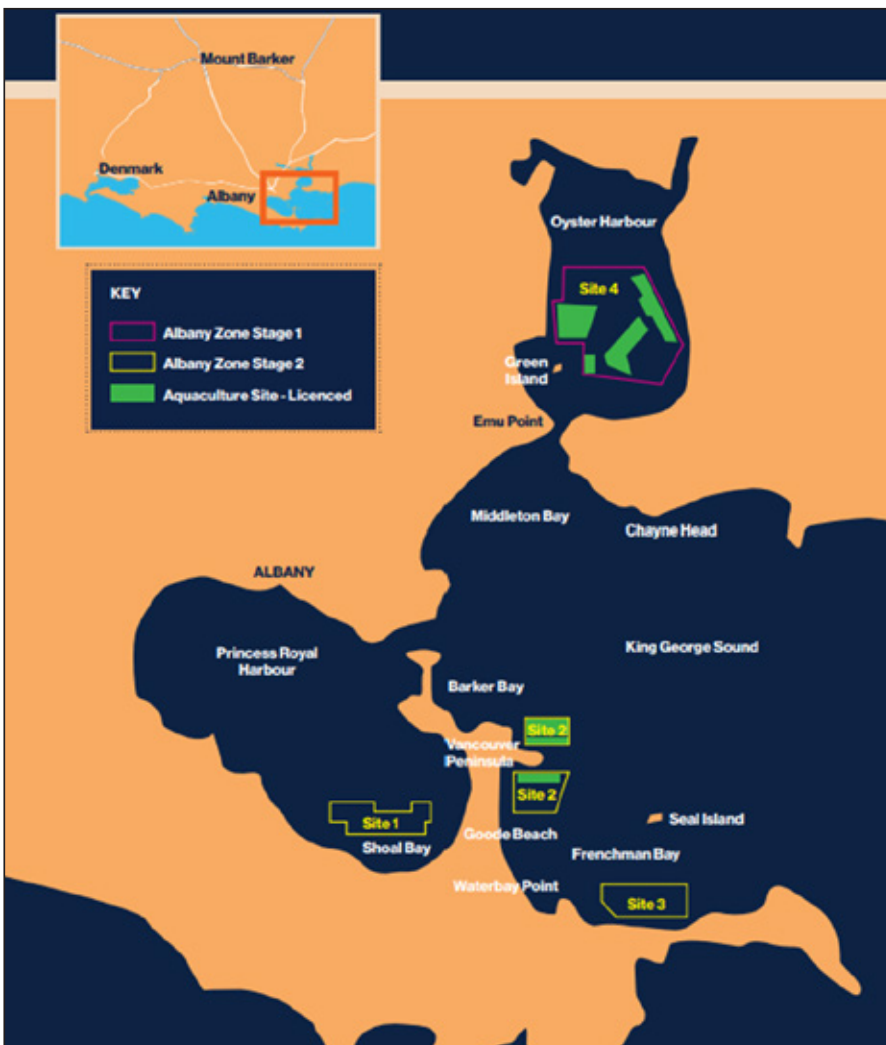 Mount Barker
Denmark
Albany
KEY
Albany Zone Stage 1
Albany Zone Stage 2
Aquaculture Site - Licenced
Oyster Harbour
Site 4
Green
Island
Emu Point
Middleton Bay
Chayne Head
ALBANY
Princess Royal
Harbour
King George Sound
Barker Bay
Site 2
Vancouver
Peninsula
Site 2
Site 1
Shoal Bay
Goode Beach
Seal Island
Frenchman Bay
Waterbay Point
Site 3